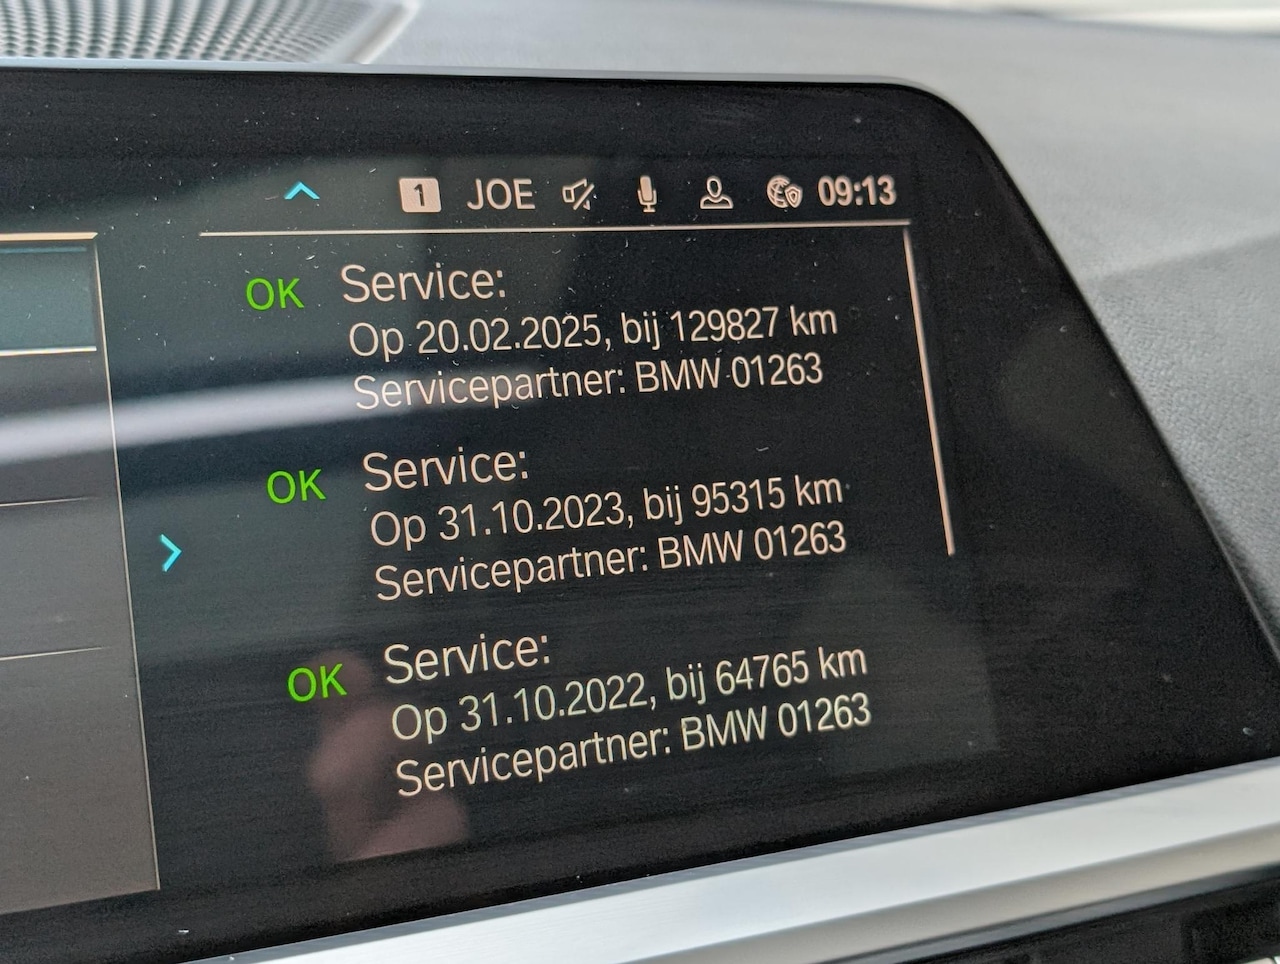 1 JOE 09:13
OK Service:
Op 20.02.2025, bij 129827 km
Servicepartner: BMW 01263
OK Service:
Op 31.10.2023, bij 95315 km
Servicepartner: BMW 01263
OK Service:
Op 31.10.2022, bij 64765 km
Servicepartner: BMW 01263